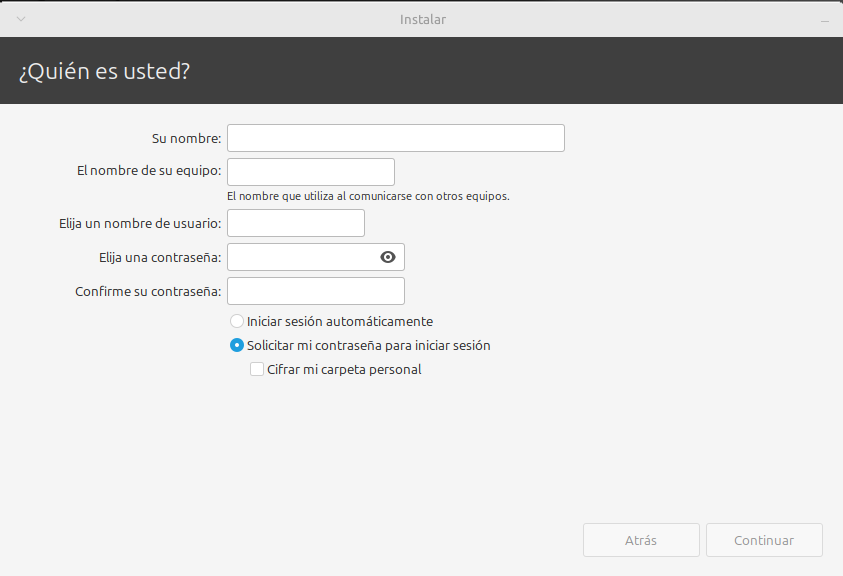 Instalar
¿Quién es usted?
Su nombre:
El nombre de su equipo:
El nombre que utiliza al comunicarse con otros equipos.
Elija un nombre de usuario:
Elija una contraseña:
Confirme su contraseña:
Iniciar sesión automáticamente
Solicitar mi contraseña para iniciar sesión
Cifrar mi carpeta personal
Atrás
Continuar